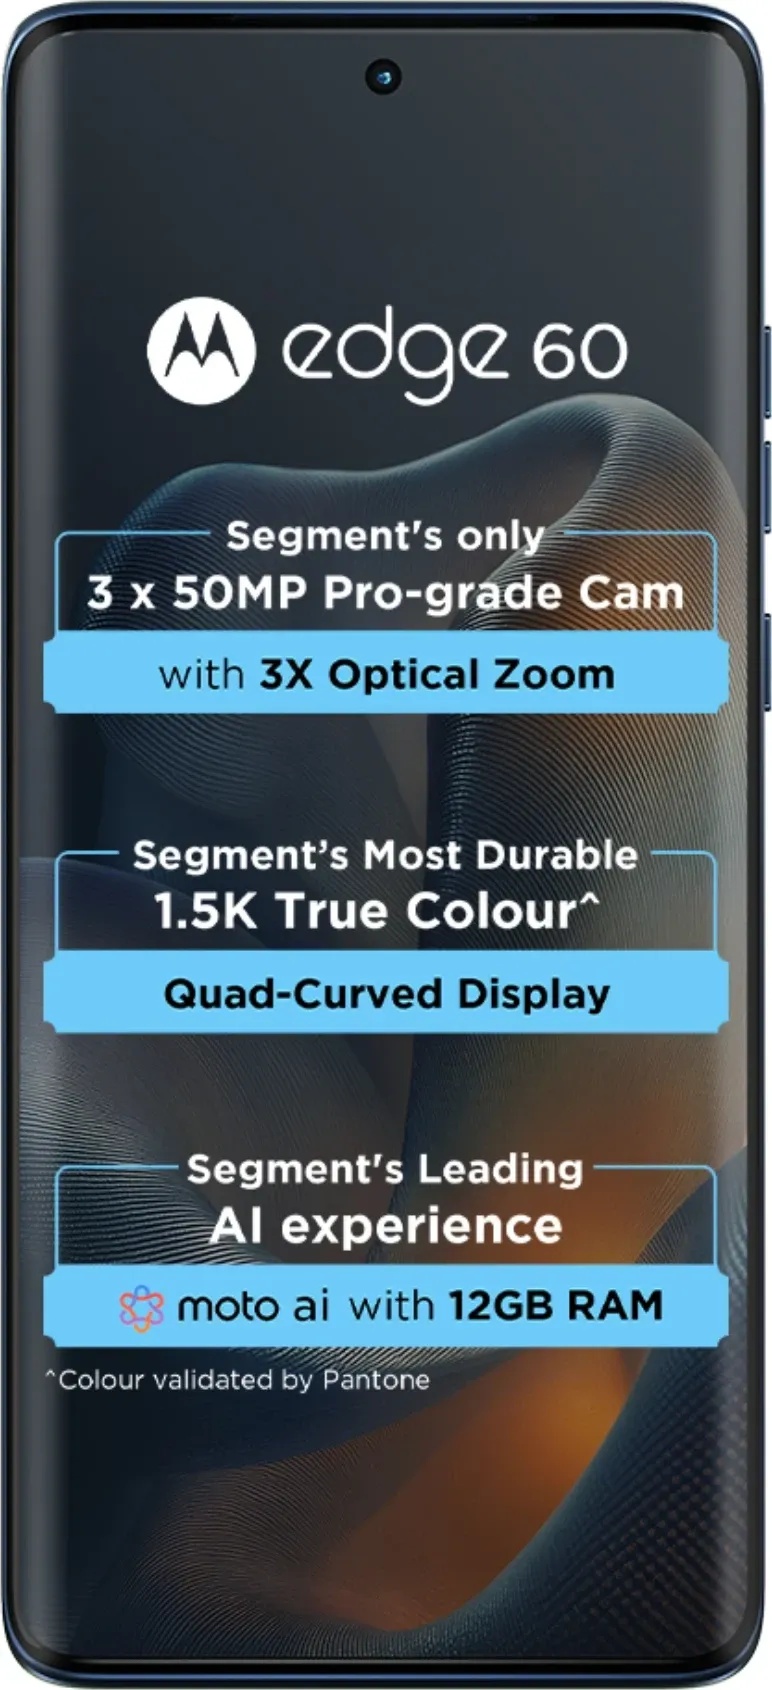 edge 60
Segment's only
3 x 50MP Pro-grade Cam
with 3X Optical Zoom
Segment’s Most Durable
1.5K True Colour^
Quad-Curved Display
Segment's Leading
AI experience
moto ai with 12GB RAM
^Colour validated by Pantone